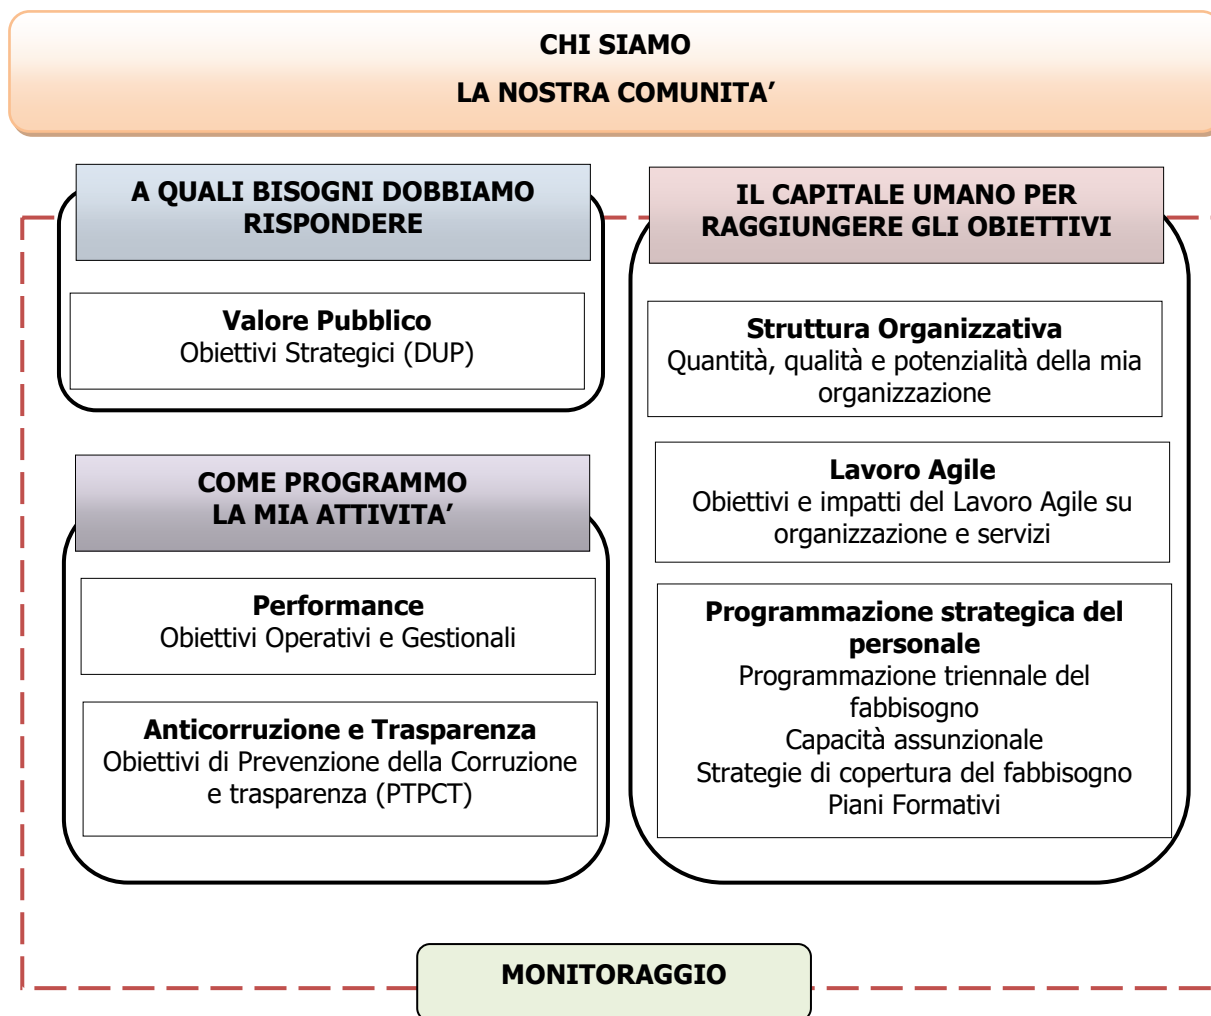 CHI SIAMO
LA NOSTRA COMUNITA’
A QUALI BISOGNI DOBBIAMO
RISPONDERE
Valore Pubblico
Obiettivi Strategici (DUP)
COME PROGRAMMO
LA MIA ATTIVITA’
Performance
Obiettivi Operativi e Gestionali
Anticorruzione e Trasparenza
Obiettivi di Prevenzione della Corruzione
e trasparenza (PTPCT)
IL CAPITALE UMANO PER
RAGGIUNGERE GLI OBIETTIVI
Struttura Organizzativa
Quantità, qualità e potenzialità della mia
organizzazione
Lavoro Agile
Obiettivi e impatti del Lavoro Agile su
organizzazione e servizi
Programmazione strategica del
personale
Programmazione triennale del
fabbisogno
Capacità assunzionale
Strategie di copertura del fabbisogno
Piani Formativi
MONITORAGGIO